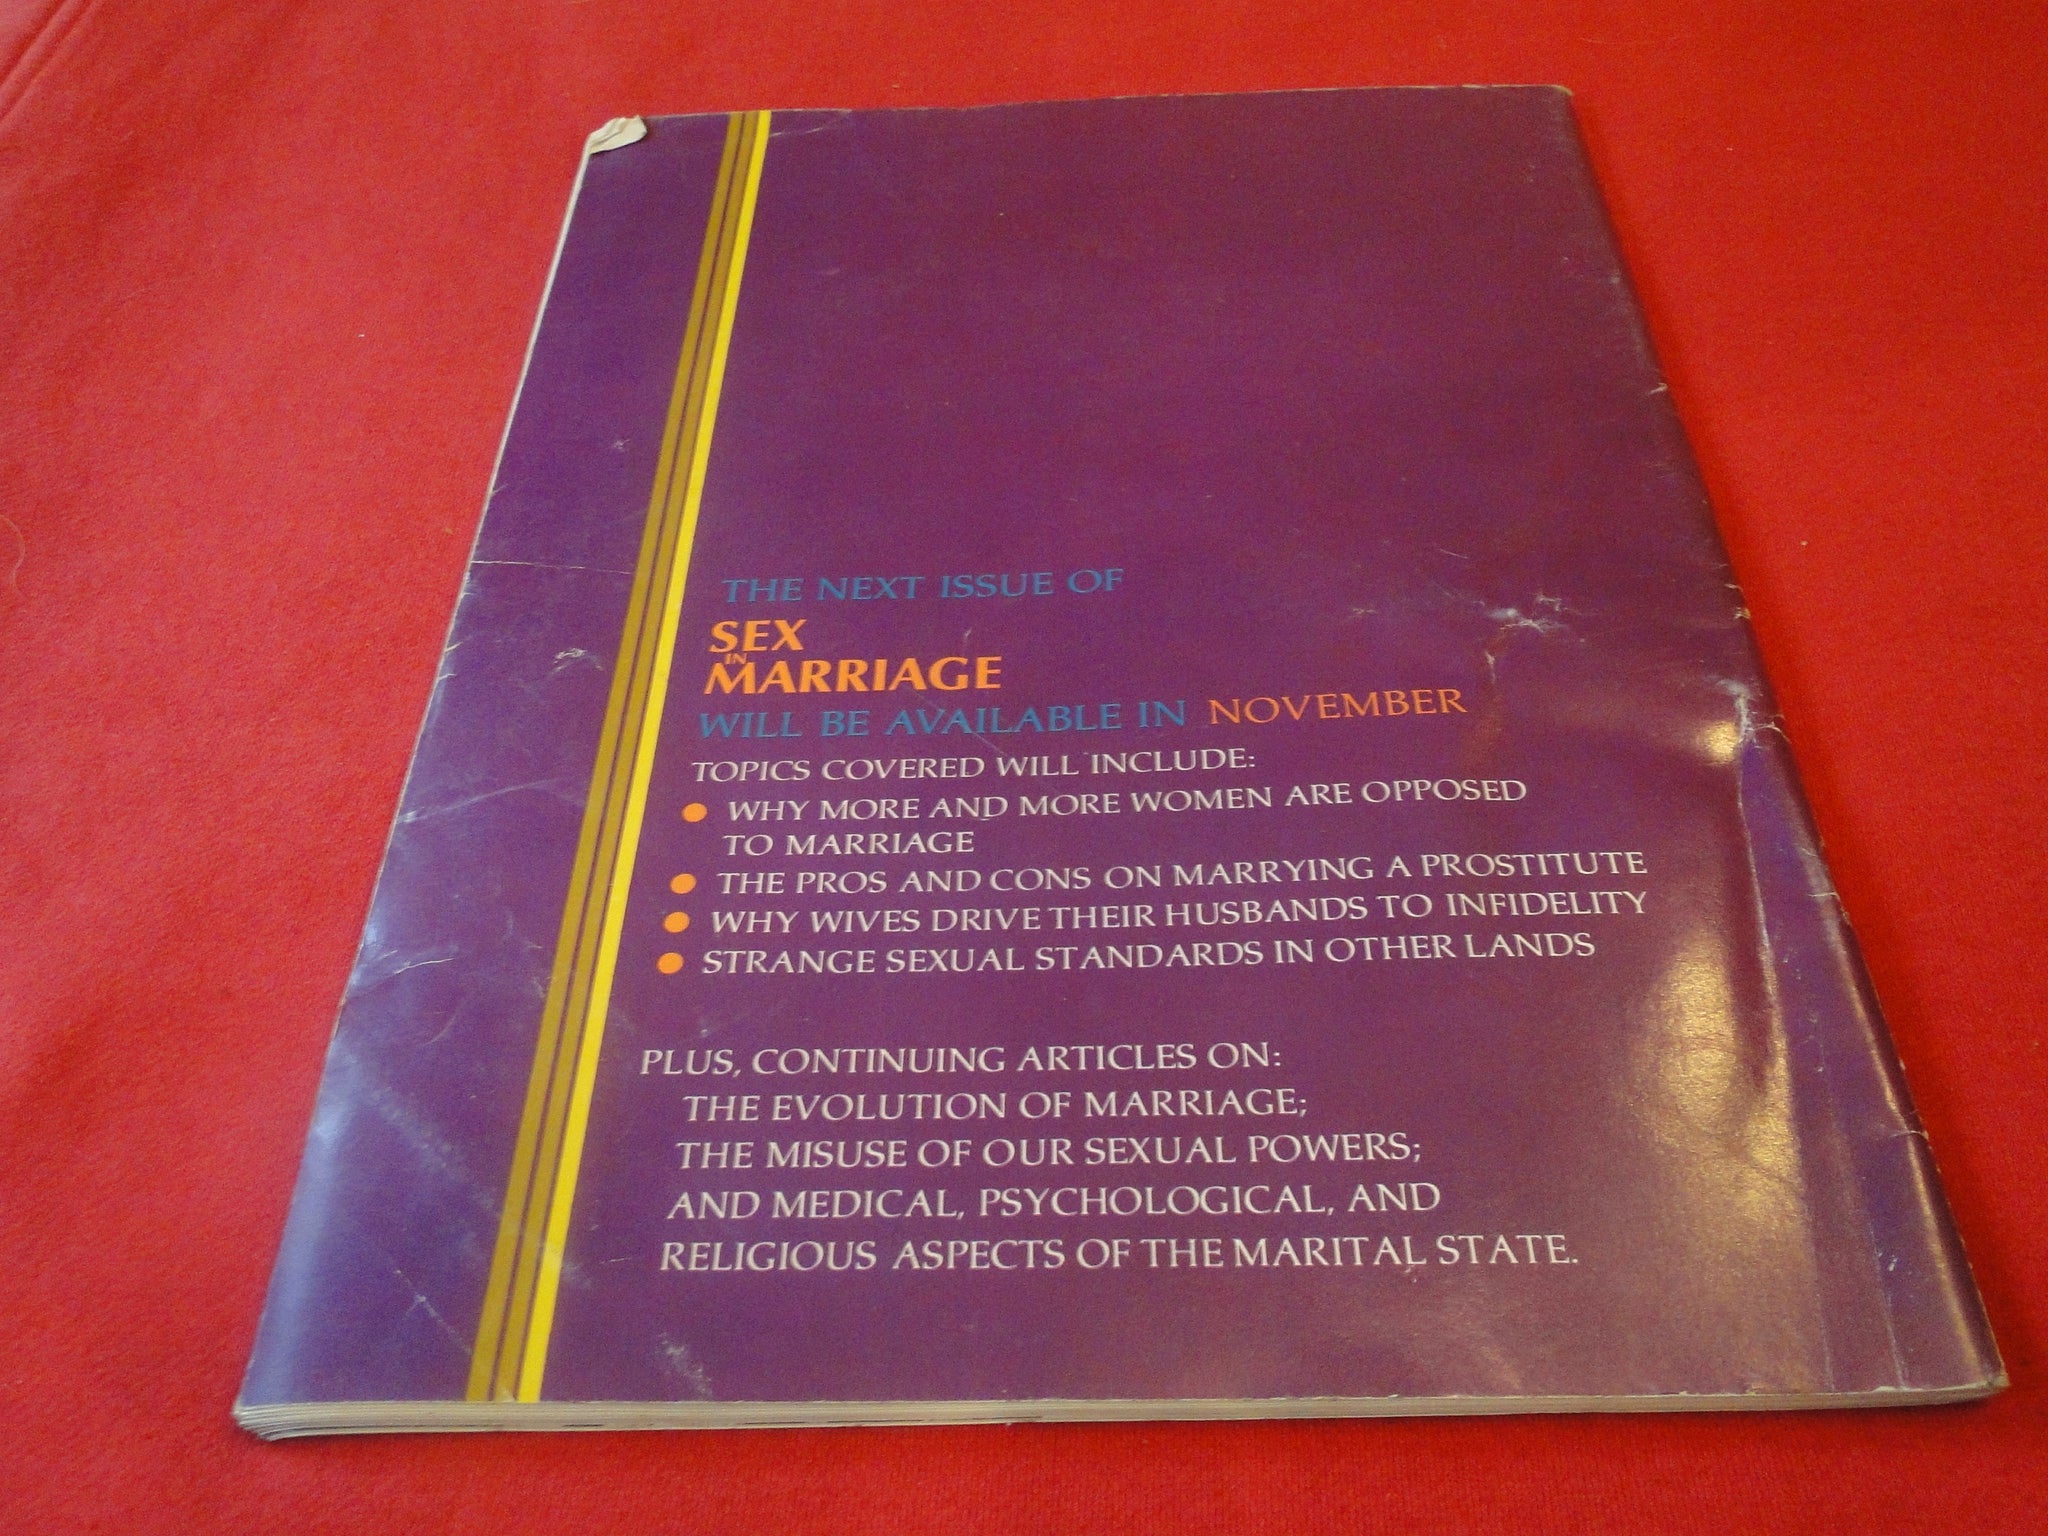 THE NEXT ISSUE OF
SEX
IN
MARRIAGE
WILL BE AVAILABLE IN NOVEMBER
TOPICS COVERED WILL INCLUDE:
● WHY MORE AND MORE WOMEN ARE OPPOSED
TO MARRIAGE
● THE PROS AND CONS ON MARRYING A PROSTITUTE
● WHY WIVES DRIVE THEIR HUSBANDS TO INFIDELITY
● STRANGE SEXUAL STANDARDS IN OTHER LANDS
PLUS, CONTINUING ARTICLES ON:
THE EVOLUTION OF MARRIAGE;
THE MISUSE OF OUR SEXUAL POWERS;
AND MEDICAL, PSYCHOLOGICAL, AND
RELIGIOUS ASPECTS OF THE MARITAL STATE.